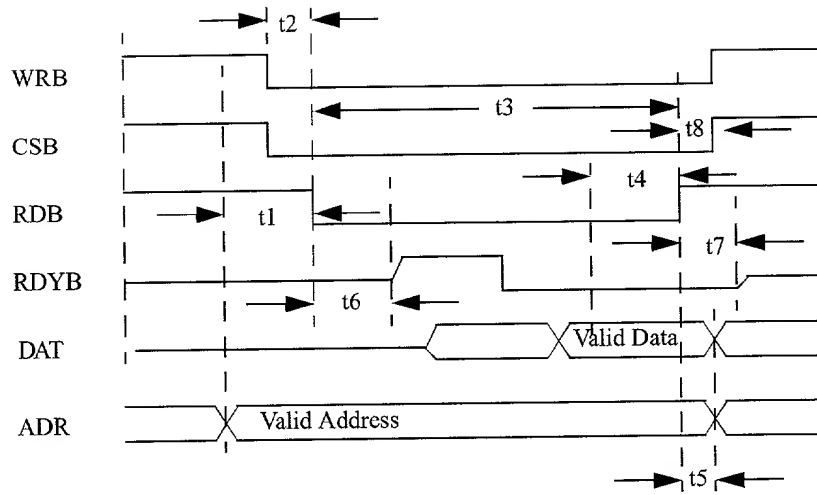 t2
WRB
t3
t8
CSB
t4
RDB
t1
t7
RDYB
t6
DAT
Valid Data
ADR
Valid Address
t5